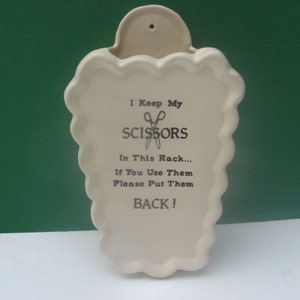 I Keep My
SCISSORS
In This Rack...
If You Use Them
Please Put Them
BACK!